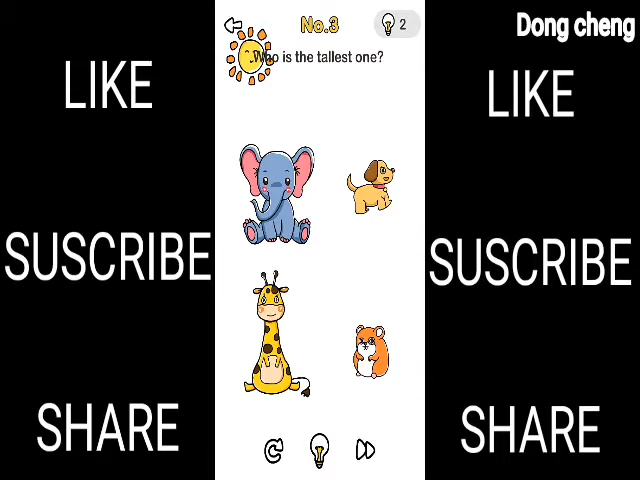 Dong cheng
No.3
2
Who is the tallest one?
LIKE
LIKE
SUSCRIBE
SUSCRIBE
SHARE
SHARE